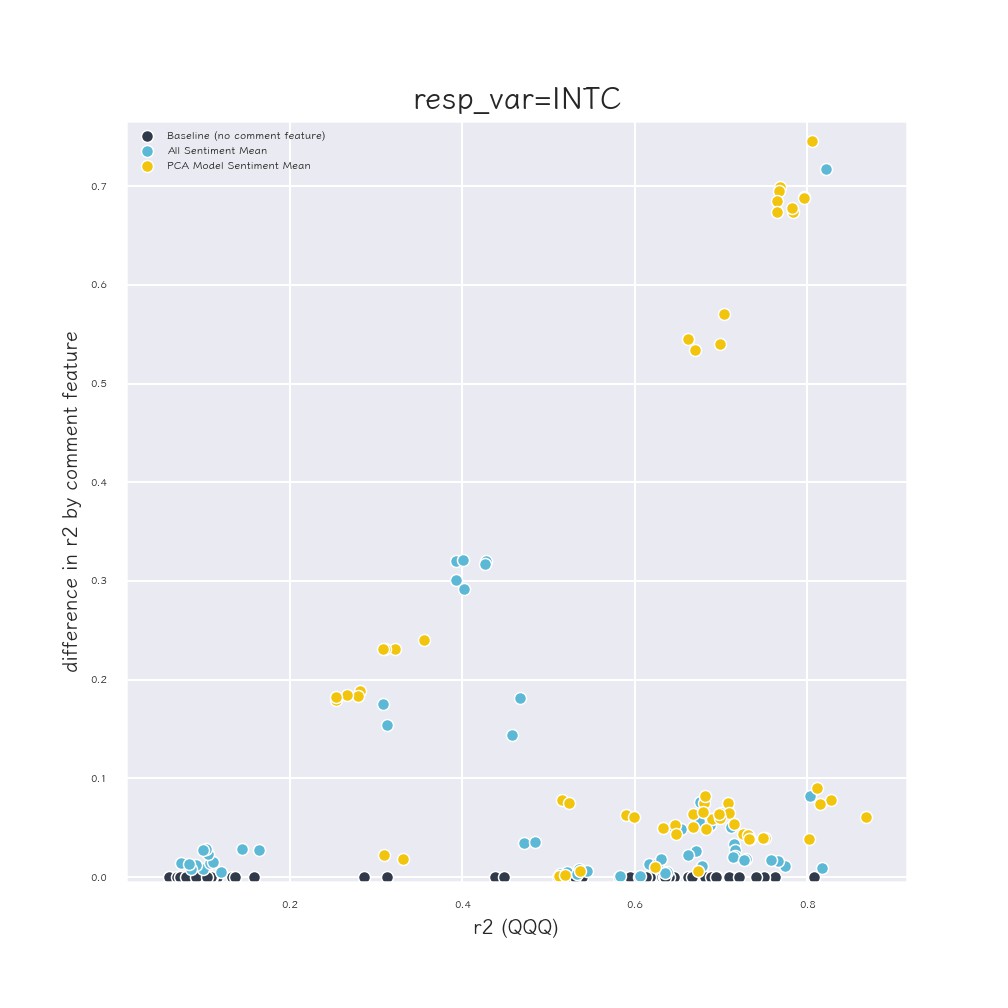 resp_var=INTC
Baseline (no comment feature)
All Sentiment Mean
PCA Model Sentiment Mean
difference in r2 by comment feature
0.7
0.6
0.5
0.4
0.3
0.2
0.1
0.0
0.2 0.4 0.6 0.8
r2 (QQQ)